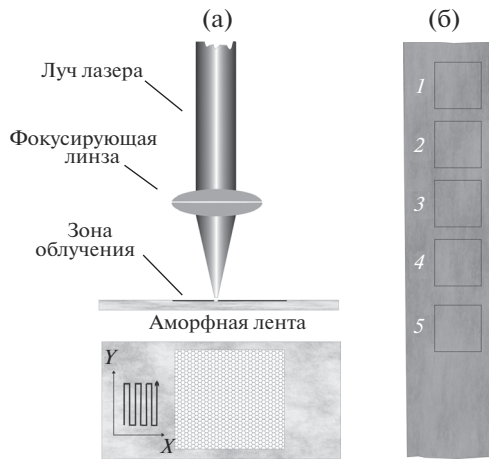 (а)
(б)
Луч лазера
Фокусирующая
линза
Зона
облучения
Аморфная лента
Y
X
1
2
3
4
5